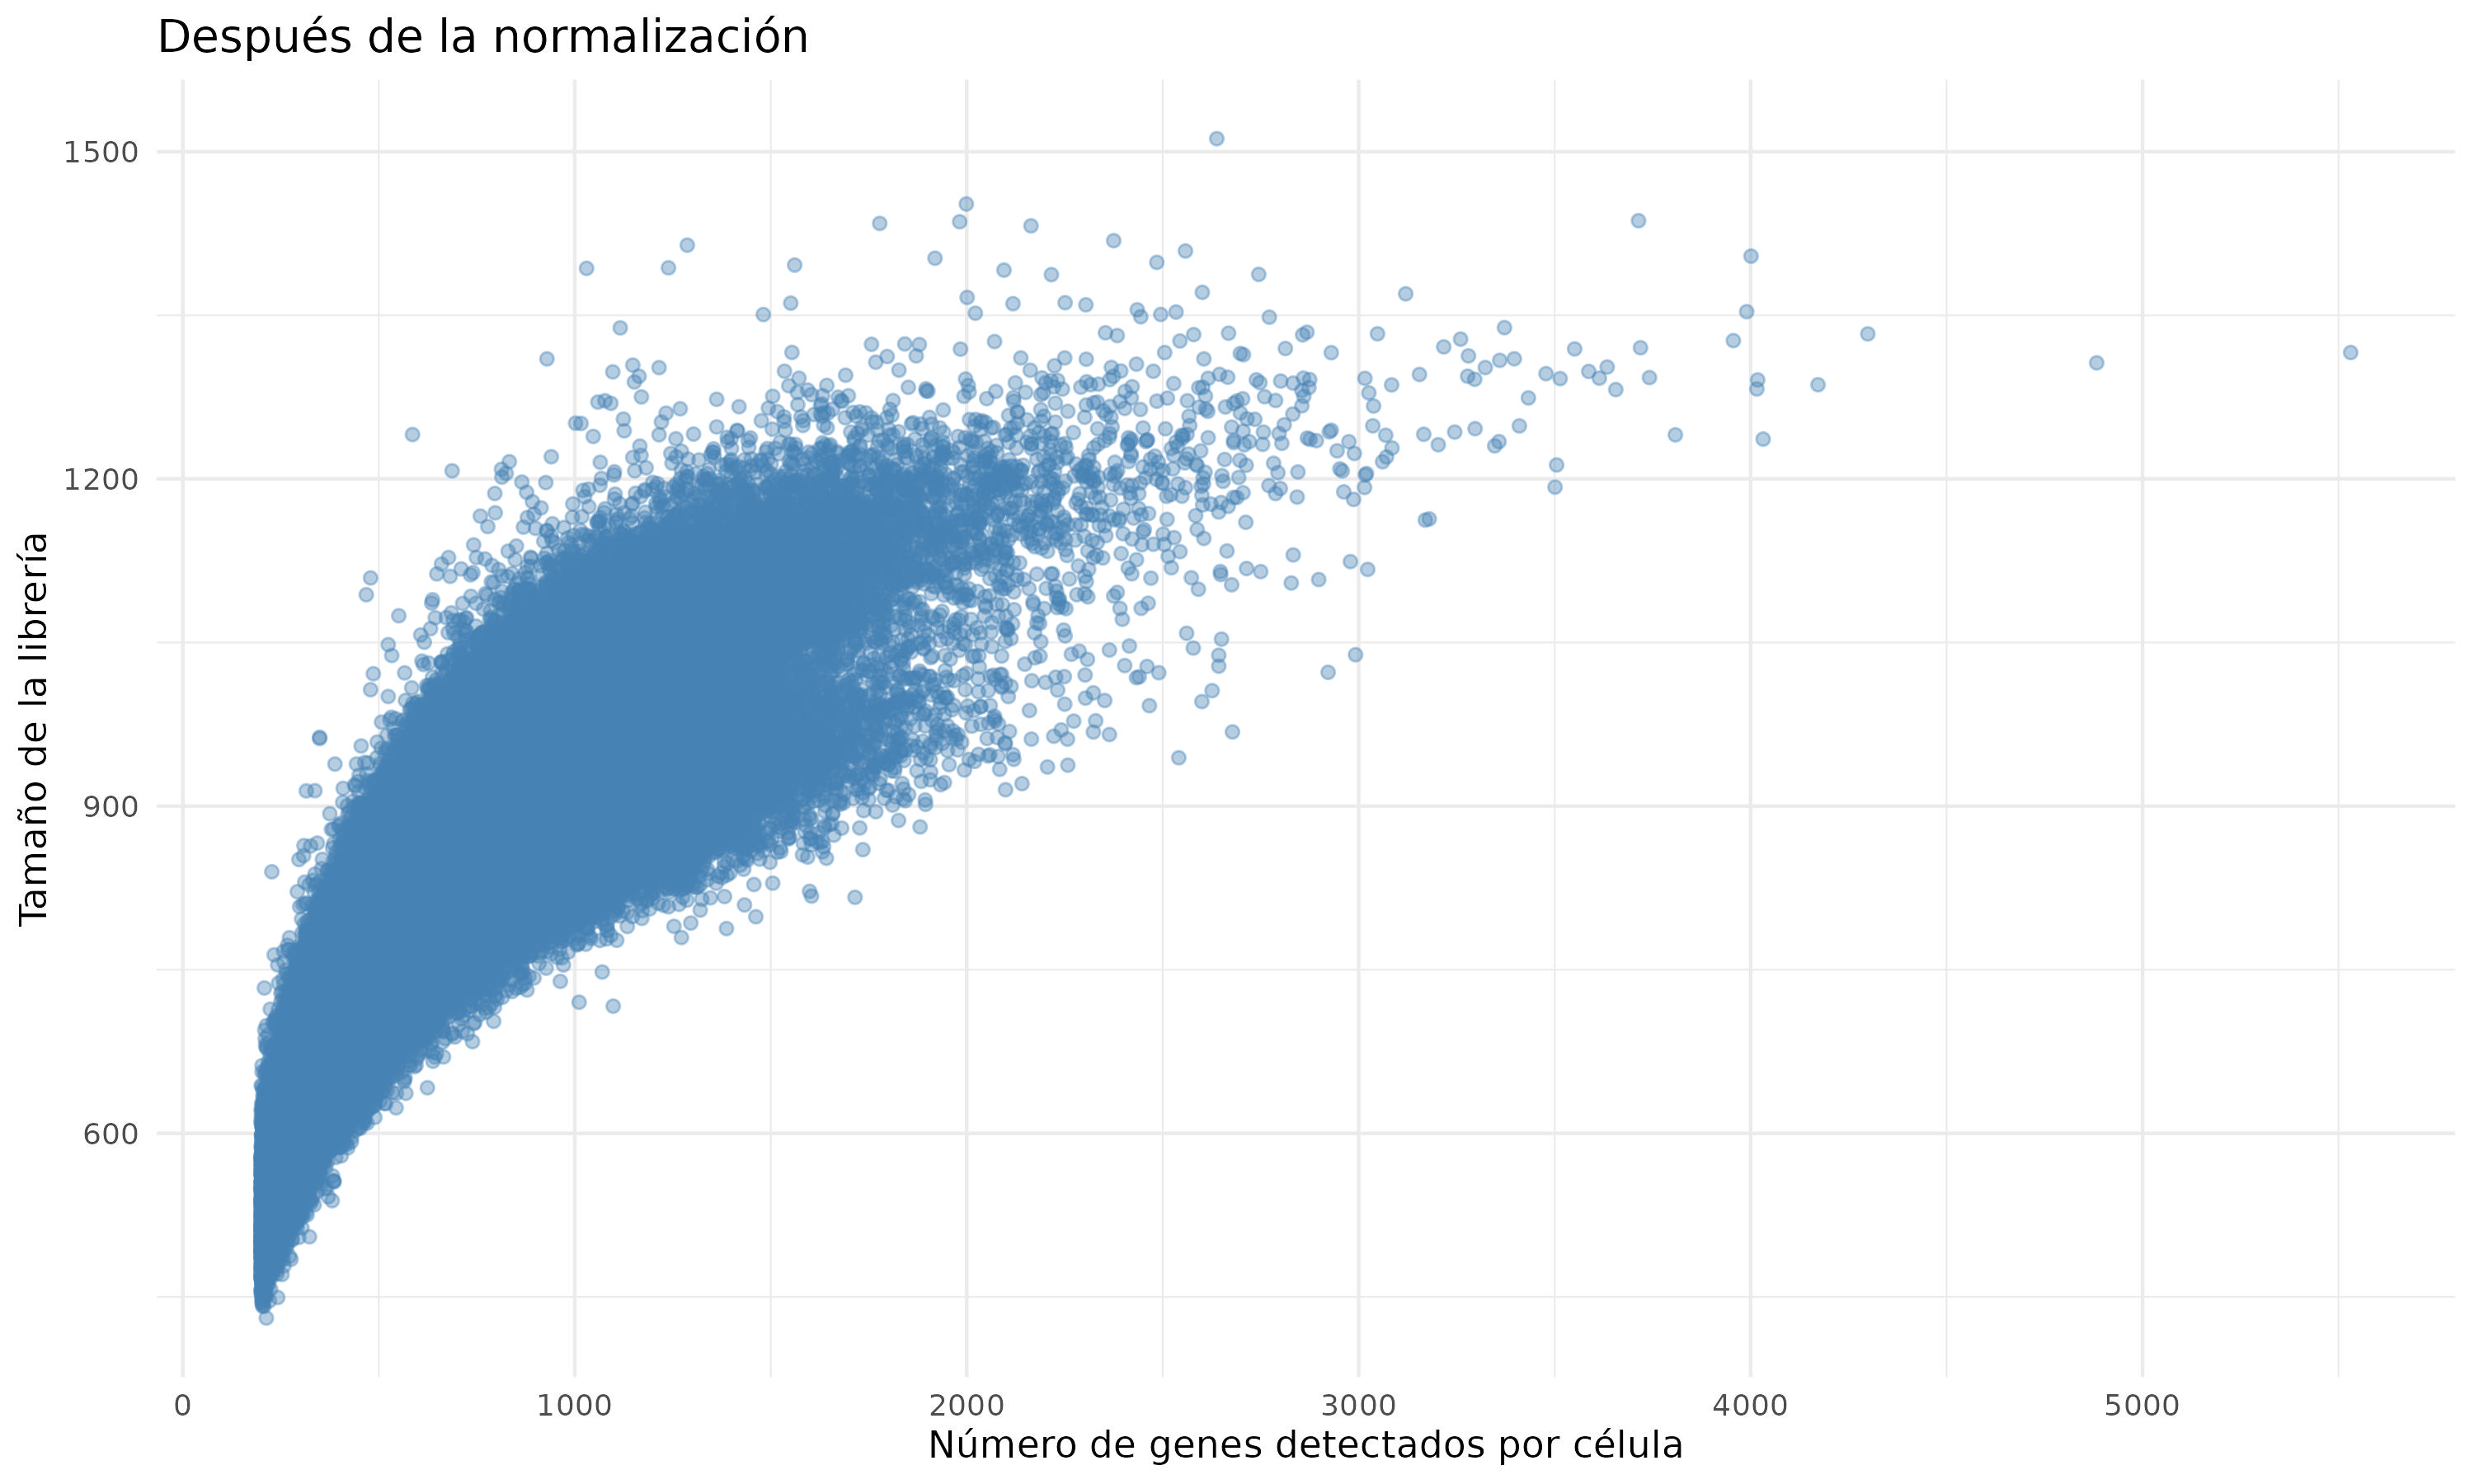 Después de la normalización
1500
1200
900
600
Tamaño de la librería
0 1000 2000 3000 4000 5000
Número de genes detectados por célula